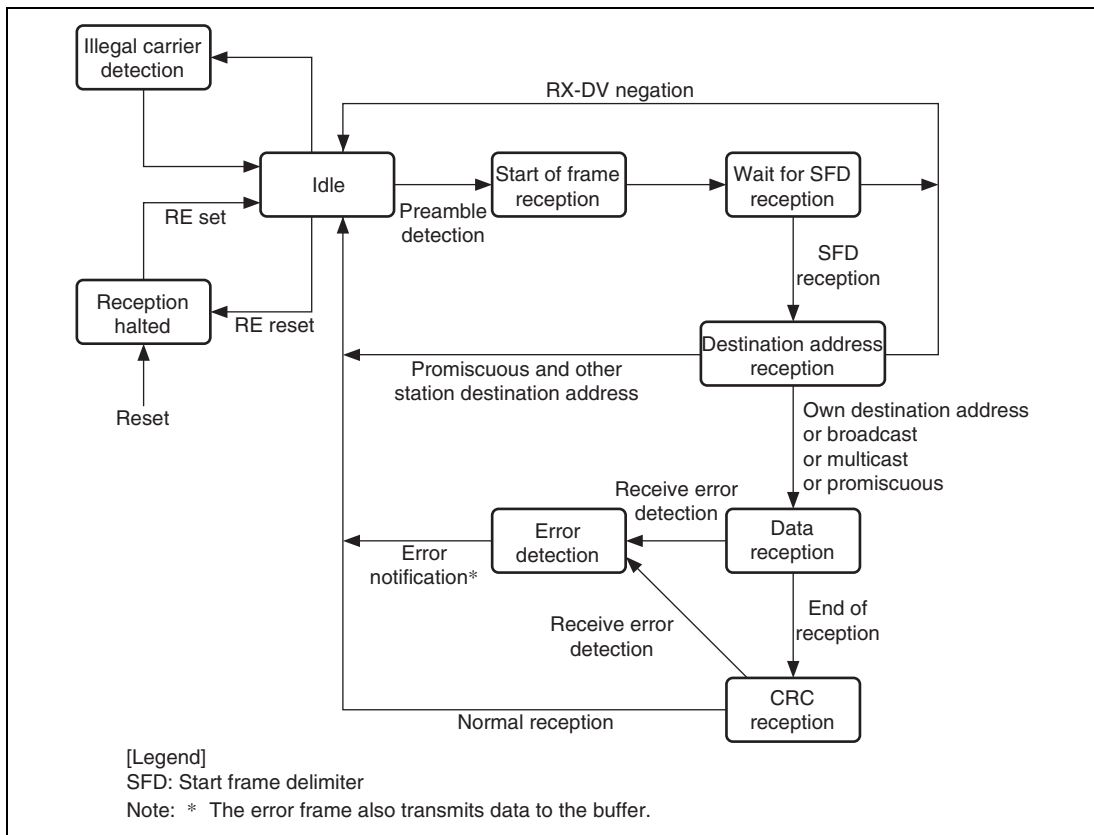 Illegal carrier
detection
RX-DV negation
Idle
Start of frame
reception
Wait for SFD
reception
Preamble
detection
RE set
SFD
reception
Reception
halted
RE reset
Destination address
reception
Promiscuous and other
station destination address
Reset
Own destination address
or broadcast
or multicast
or promiscuous
Receive error
detection
Error
detection
Data
reception
Error
notification*
End of
reception
Receive error
detection
CRC
reception
Normal reception
[Legend]
SFD: Start frame delimiter
Note: * The error frame also transmits data to the buffer.